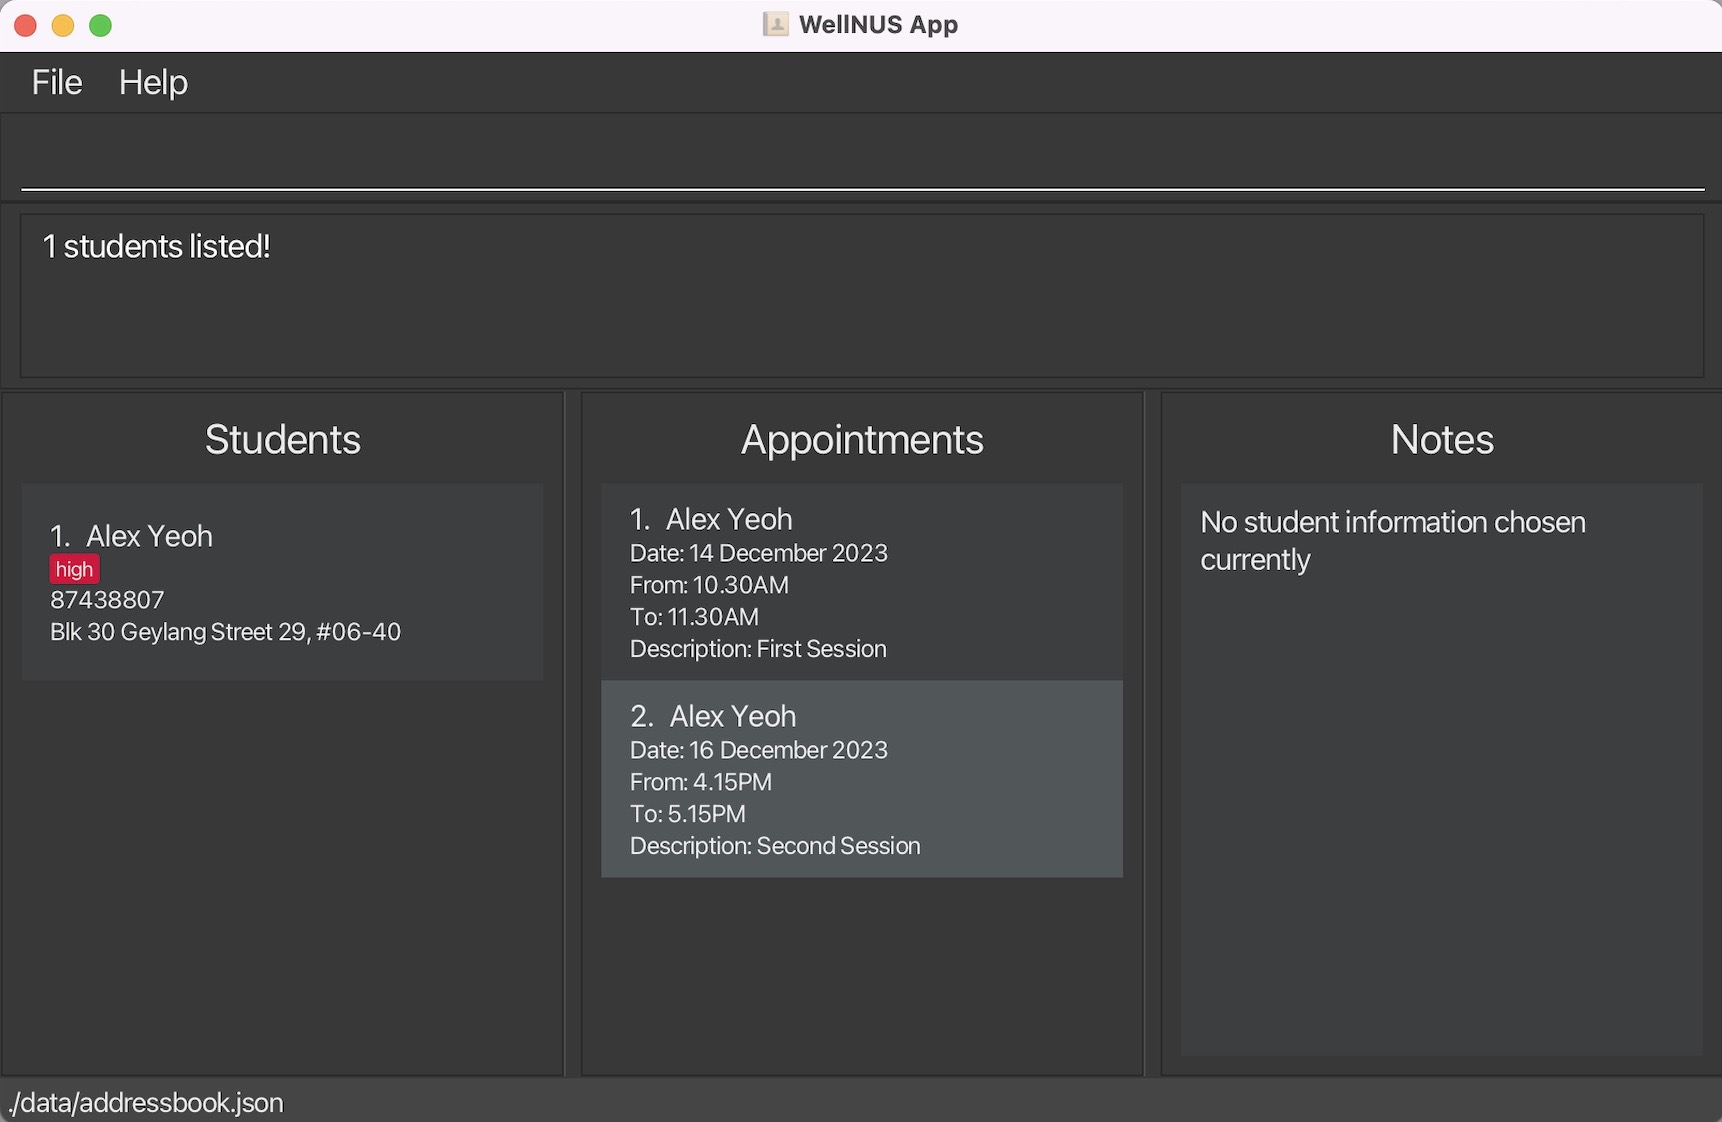 WellNUS App
File Help
1 students listed!
Students
1. Alex Yeoh
high
87438807
Blk 30 Geylang Street 29, #06-40
Appointments
1. Alex Yeoh
Date: 14 December 2023
From: 10.30AM
To: 11.30AM
Description: First Session
2. Alex Yeoh
Date: 16 December 2023
From: 4.15PM
To: 5.15PM
Description: Second Session
Notes
No student information chosen
currently
./data/addressbook.json